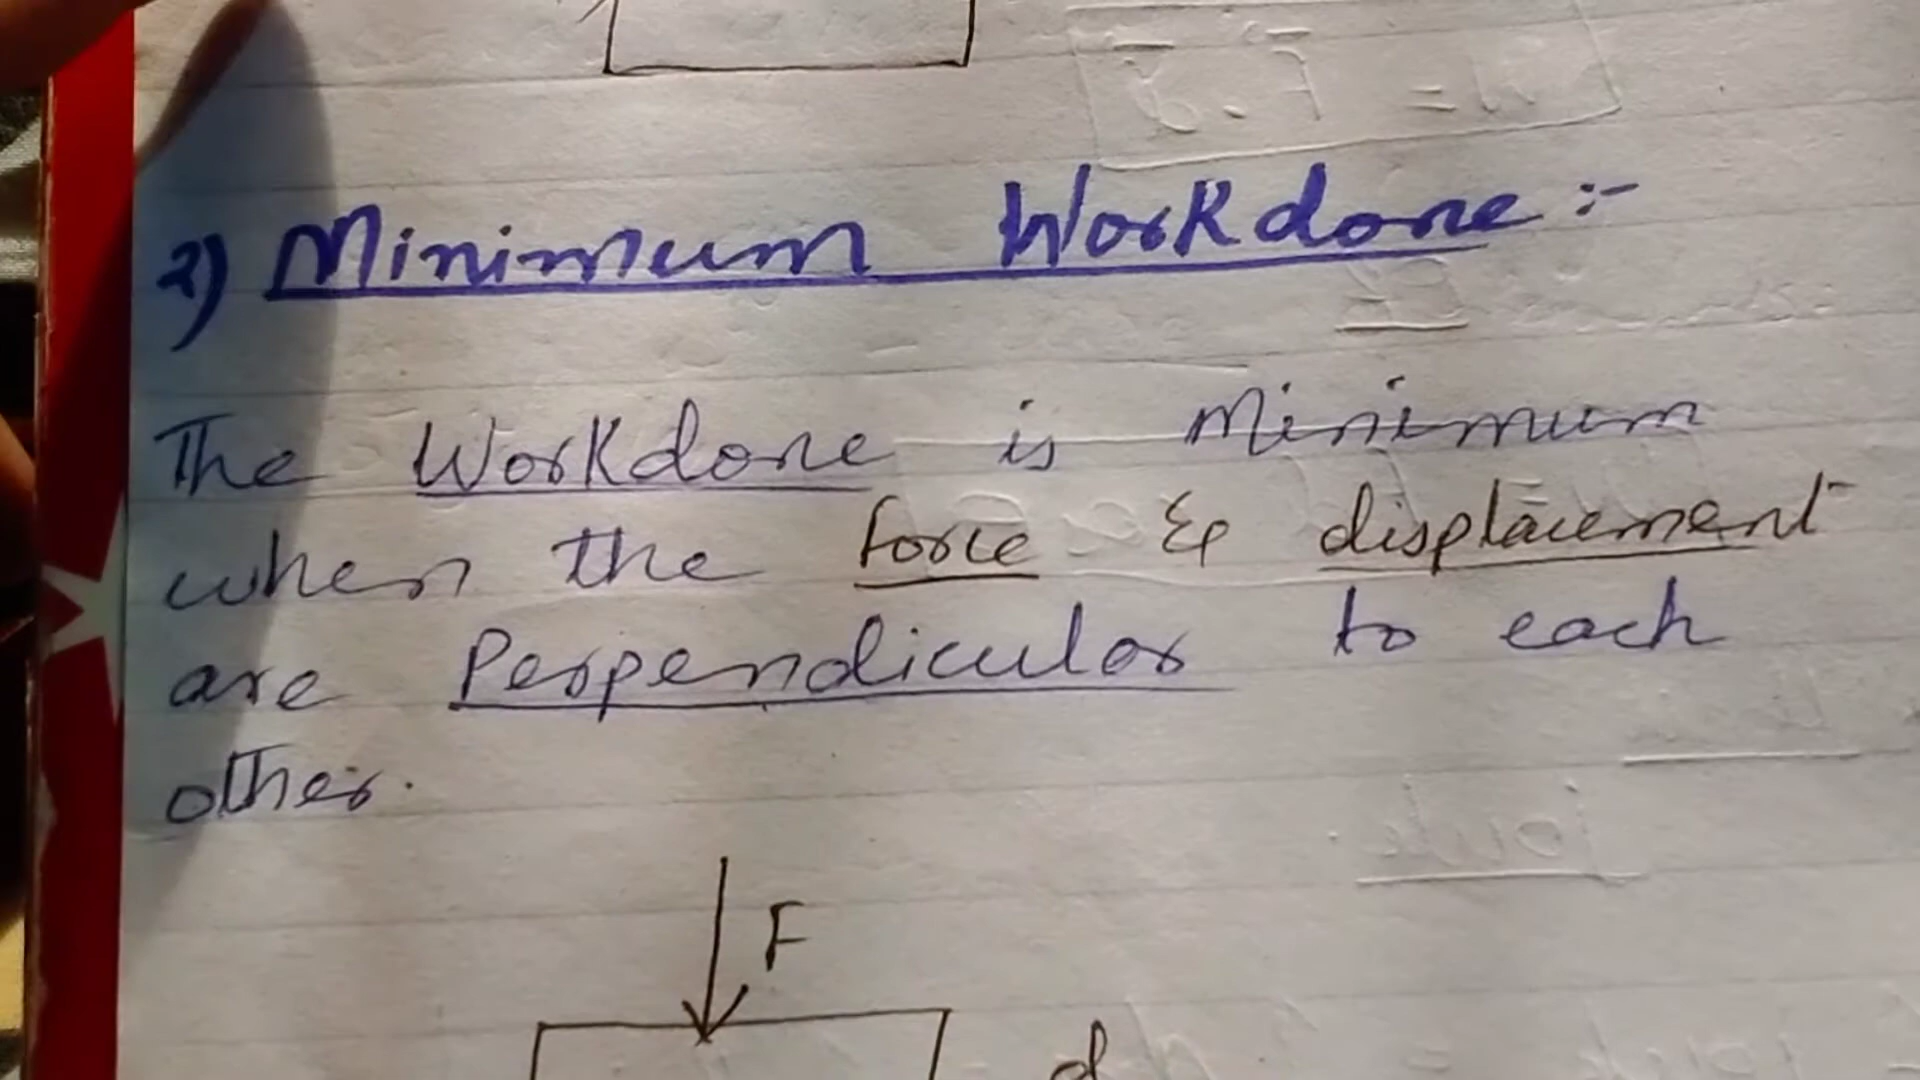 2) Minimum Workdone :-
The Workdone is Minimum
when the force & displacement
are Perpendicular to each
other.
F
d